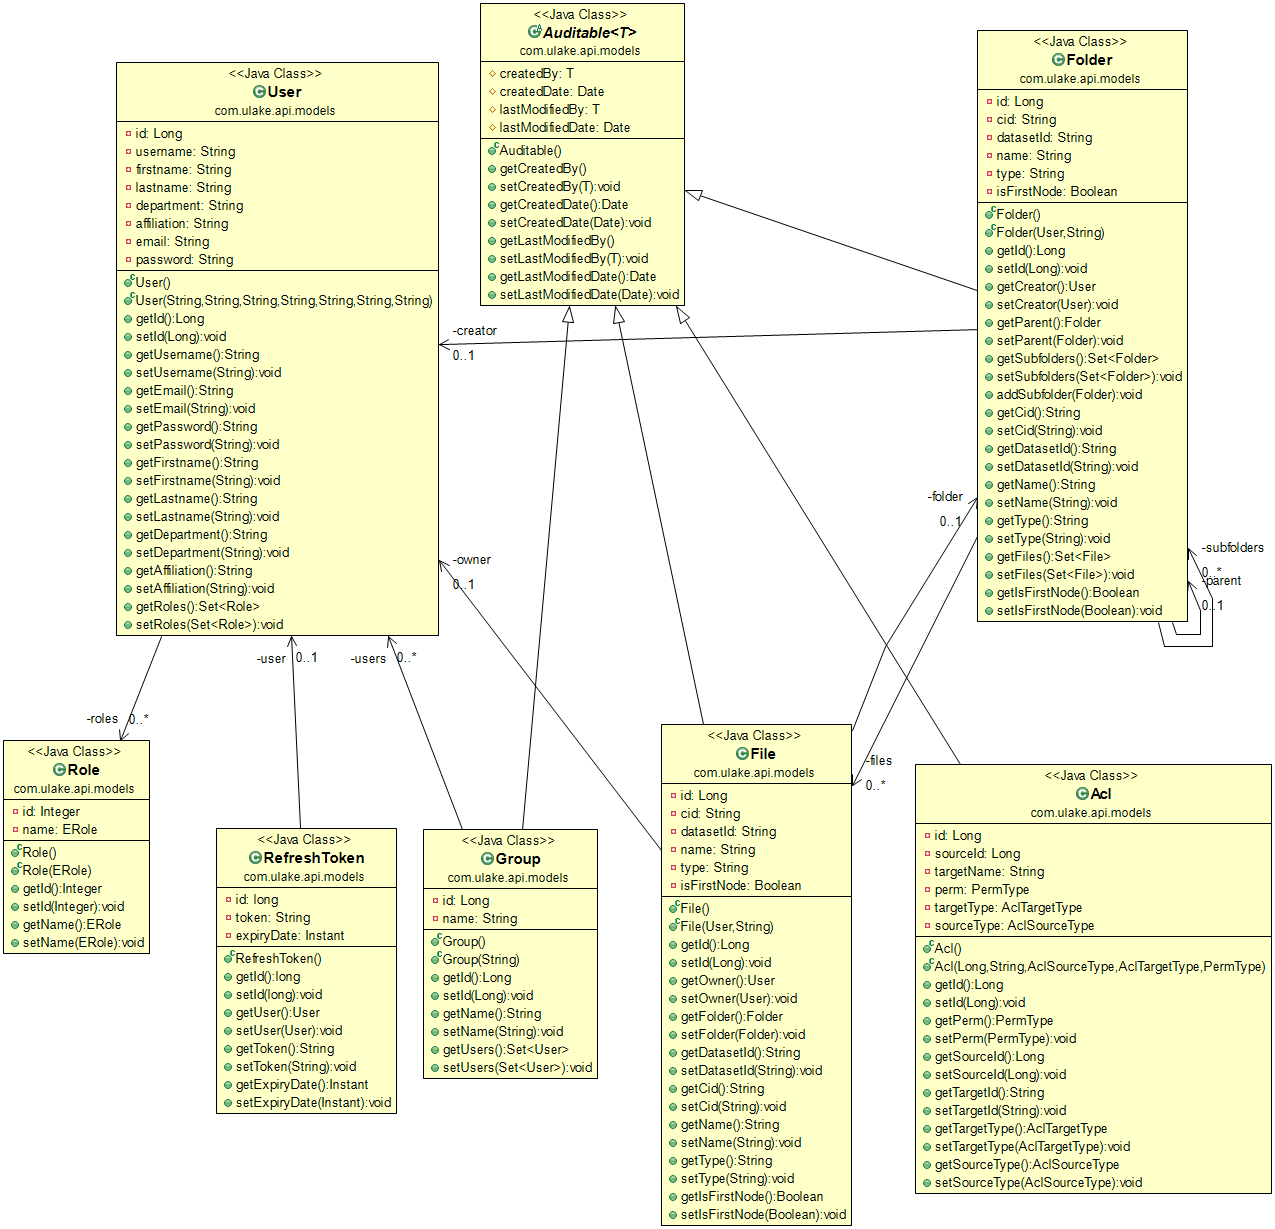 <<Java Class>>
Auditable<T>
com.ulake.api.models
createdBy: T
createdDate: Date
lastModifiedBy: T
lastModifiedDate: Date
Auditable()
getCreatedBy()
setCreatedBy(T):void
getCreatedDate():Date
setCreatedDate(Date):void
getLastModifiedBy()
setLastModifiedBy(T):void
getLastModifiedDate():Date
setLastModifiedDate(Date):void
<<Java Class>>
User
com.ulake.api.models
id: Long
username: String
firstname: String
lastname: String
department: String
affiliation: String
email: String
password: String
User()
User(String,String,String,String,String,String,String)
getId():Long
setId(Long):void
getUsername():String
setUsername(String):void
getEmail():String
setEmail(String):void
getPassword():String
setPassword(String):void
getFirstname():String
setFirstname(String):void
getLastname():String
setLastname(String):void
getDepartment():String
setDepartment(String):void
getAffiliation():String
setAffiliation(String):void
getRoles():Set<Role>
setRoles(Set<Role>):void
<<Java Class>>
Folder
com.ulake.api.models
id: Long
cid: String
datasetId: String
name: String
type: String
isFirstNode: Boolean
Folder()
Folder(User,String)
getId():Long
setId(Long):void
getCreator():User
setCreator(User):void
getParent():Folder
setParent(Folder):void
getSubfolders():Set<Folder>
setSubfolders(Set<Folder>):void
addSubfolder(Folder):void
getCid():String
setCid(String):void
getDatasetId():String
setDatasetId(String):void
getName():String
setName(String):void
getType():String
setType(String):void
getFiles():Set<File>
setFiles(Set<File>):void
getIsFirstNode():Boolean
setIsFirstNode(Boolean):void
-creator
0..1
-owner
0..1
-folder
0..1
-subfolders
0..*
-parent
0..1
-user 0..1
-users 0..*
-roles 0..*
-files
0..*
<<Java Class>>
Role
com.ulake.api.models
id: Integer
name: ERole
Role()
Role(ERole)
getId():Integer
setId(Integer):void
getName():ERole
setName(ERole):void
<<Java Class>>
RefreshToken
com.ulake.api.models
id: long
token: String
expiryDate: Instant
RefreshToken()
getId():long
setId(long):void
getUser():User
setUser(User):void
getToken():String
setToken(String):void
getExpiryDate():Instant
setExpiryDate(Instant):void
<<Java Class>>
Group
com.ulake.api.models
id: Long
name: String
Group()
Group(String)
getId():Long
setId(Long):void
getName():String
setName(String):void
getUsers():Set<User>
setUsers(Set<User>):void
<<Java Class>>
File
com.ulake.api.models
id: Long
cid: String
datasetId: String
name: String
type: String
isFirstNode: Boolean
File()
File(User,String)
getId():Long
setId(Long):void
getOwner():User
setOwner(User):void
getFolder():Folder
setFolder(Folder):void
getDatasetId():String
setDatasetId(String):void
getCid():String
setCid(String):void
getName():String
setName(String):void
getType():String
setType(String):void
getIsFirstNode():Boolean
setIsFirstNode(Boolean):void
<<Java Class>>
Acl
com.ulake.api.models
id: Long
sourceId: Long
targetName: String
perm: PermType
targetType: AclTargetType
sourceType: AclSourceType
Acl()
Acl(Long,String,AclSourceType,AclTargetType,PermType)
getId():Long
setId(Long):void
getPerm():PermType
setPerm(PermType):void
getSourceId():Long
setSourceId(Long):void
getTargetId():String
setTargetId(String):void
getTargetType():AclTargetType
setTargetType(AclTargetType):void
getSourceType():AclSourceType
setSourceType(AclSourceType):void